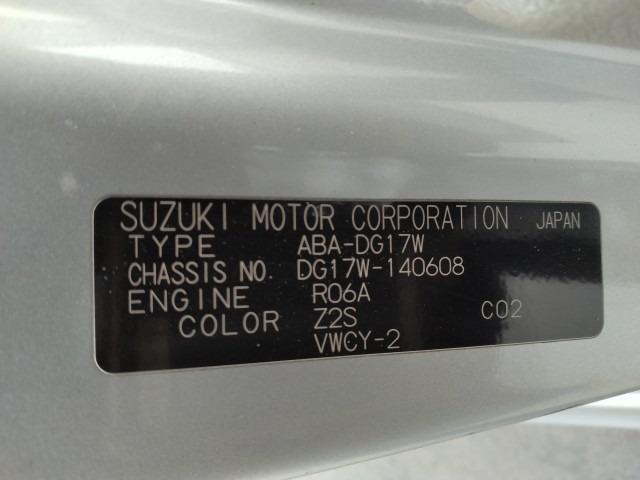 SUZUKI MOTOR CORPORATION JAPAN
TYPE ABA-DG17W
CHASSIS NO. DG17W-140608
ENGINE R06A
COLOR Z2S C02
VWCY-2